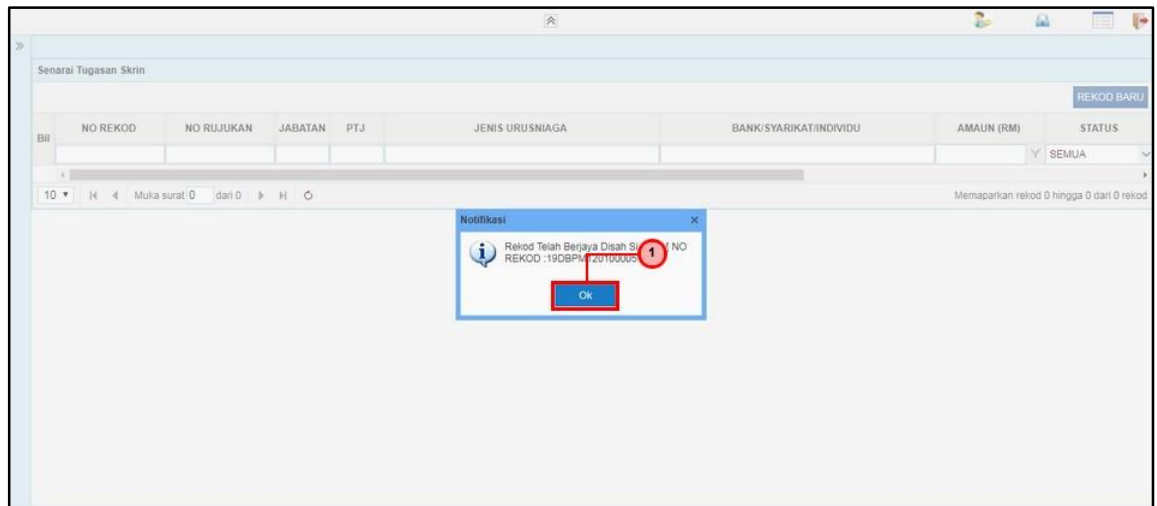 Senarai Tugasan Skrin
REKOD BARU
Bil NO REKOD NO RUJUKAN JABATAN PTJ JENIS URUSNIAGA BANK/SYARIKAT/INDIVIDU AMAUN (RM) STATUS
SEMUA
10 Muka surat 0 dari 0 Memaparkan rekod 0 hingga 0 dari 0 rekod
Notifikasi
Rekod Telah Berjaya Disah NO
REKOD
1
Ok